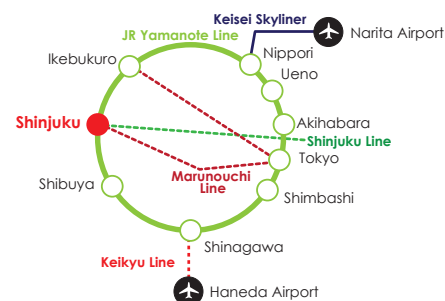 Keisei Skyliner
Narita Airport
JR Yamanote Line
Nippori
Ikebukuro
Ueno
Akihabara
Shinjuku
Shinjuku Line
Tokyo
Marunouchi
Line
Shibuya
Shimbashi
Shinagawa
Keikyu Line
Haneda Airport